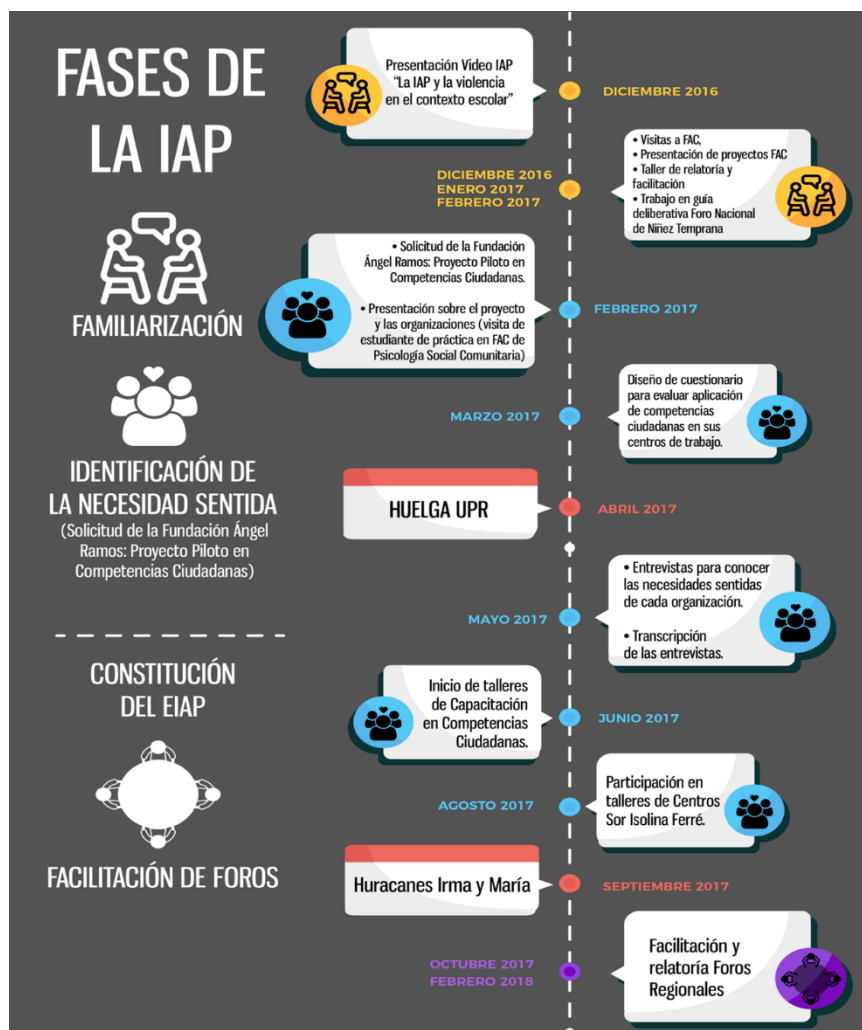 FASES DE
LA IAP
FAMILIARIZACIÓN
IDENTIFICACIÓN DE
LA NECESIDAD SENTIDA
(Solicitud de la Fundación Ángel
Ramos: Proyecto Piloto en
Competencias Ciudadanas)
CONSTITUCIÓN
DEL EIAP
FACILITACIÓN DE FOROS
Presentación Video IAP
“La IAP y la violencia
en el contexto escolar”
DICIEMBRE 2016
DICIEMBRE 2016
ENERO 2017
FEBRERO 2017
• Visitas a FAC,
• Presentación de proyectos FAC
• Taller de relatoría y
facilitación
• Trabajo en guía
deliberativa Foro Nacional
de Niñez Temprana
• Solicitud de la Fundación
Ángel Ramos: Proyecto Piloto en
Competencias Ciudadanas.
• Presentación sobre el proyecto
y las organizaciones (visita de
estudiante de práctica en FAC de
Psicología Social Comunitaria)
FEBRERO 2017
MARZO 2017
Diseño de cuestionario
para evaluar aplicación
de competencias
ciudadanas en sus
centros de trabajo.
HUELGA UPR
ABRIL 2017
MAYO 2017
• Entrevistas para conocer
las necesidades sentidas
de cada organización.
• Transcripción
de las entrevistas.
Inicio de talleres
de Capacitación
en Competencias
Ciudadanas.
JUNIO 2017
AGOSTO 2017
Participación en
talleres de Centros
Sor Isolina Ferré.
Huracanes Irma y María
SEPTIEMBRE 2017
OCTUBRE 2017
FEBRERO 2018
Facilitación y
relatoría Foros
Regionales